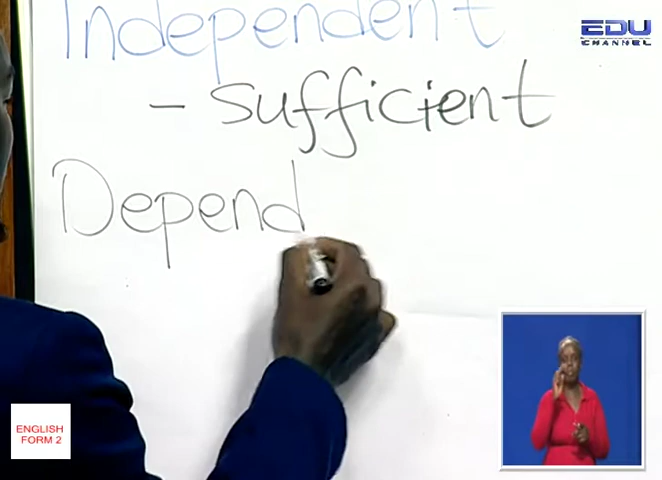 Independent
- sufficient
Depend
EDU
CHANNEL
ENGLISH
FORM 2